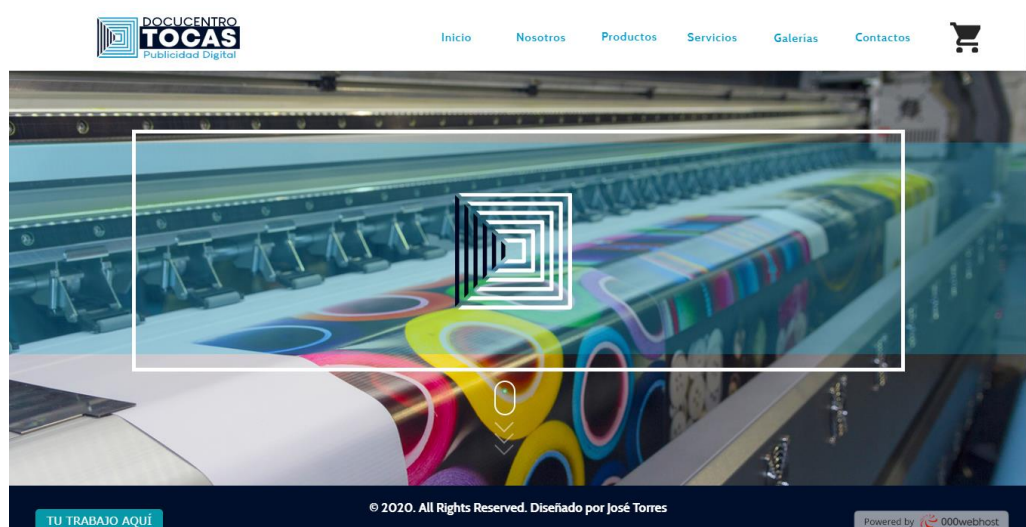 DOCUCENTRO
TOCAS
Publicidad Digital
Inicio Nosotros Productos Servicios Galerías Contactos
© 2020. All Rights Reserved. Diseñado por José Torres
TU TRABAJO AQUÍ
Powered by 000webhost